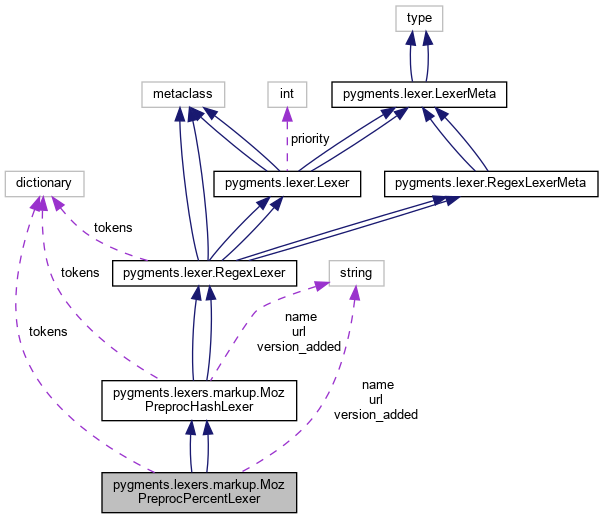 type
metaclass
int
pygments.lexer.LexerMeta
priority
dictionary
pygments.lexer.Lexer
pygments.lexer.RegexLexerMeta
tokens
tokens
pygments.lexer.RegexLexer
string
name
url
version_added
tokens
pygments.lexers.markup.Moz
PreprocHashLexer
name
url
version_added
pygments.lexers.markup.Moz
PreprocPercentLexer